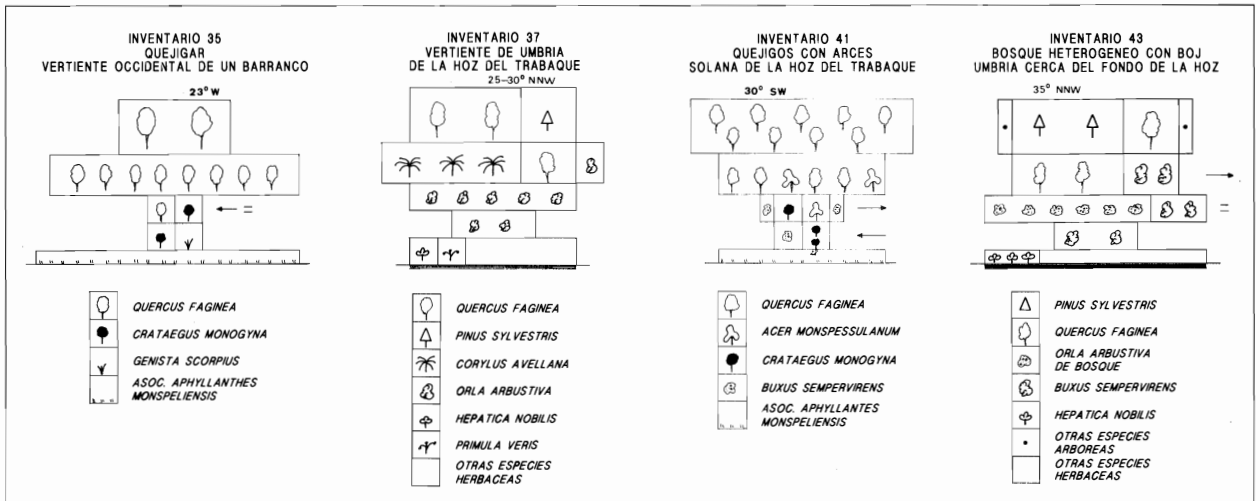 INVENTARIO 35
QUEJIGAR
VERTIENTE OCCIDENTAL DE UN BARRANCO
23° W
QUERCUS FAGINEA
CRATAEGUS MONOGYNA
GENISTA SCORPIUS
ASOC. APHYLLANTHES
MONSPELIENSIS
INVENTARIO 37
VERTIENTE DE UMBRIA
DE LA HOZ DEL TRABAQUE
25-30° NNW
QUERCUS FAGINEA
PINUS SYLVESTRIS
CORYLUS AVELLANA
ORLA ARBUSTIVA
HEPATICA NOBILIS
PRIMULA VERIS
OTRAS ESPECIES
HERBACEAS
INVENTARIO 41
QUEJIGOS CON ARCES
SOLANA DE LA HOZ DEL TRABAQUE
30° SW
QUERCUS FAGINEA
ACER MONSPESSULANUM
CRATAEGUS MONOGYNA
BUXUS SEMPERVIRENS
ASOC. APHYLLANTES
MONSPELIENSIS
INVENTARIO 43
BOSQUE HETEROGENEO CON BOJ
UMBRIA CERCA DEL FONDO DE LA HOZ
35° NNW
PINUS SYLVESTRIS
QUERCUS FAGINEA
ORLA ARBUSTIVA
DE BOSQUE
BUXUS SEMPERVIRENS
HEPATICA NOBILIS
OTRAS ESPECIES
ARBOREAS
OTRAS ESPECIES
HERBACEAS